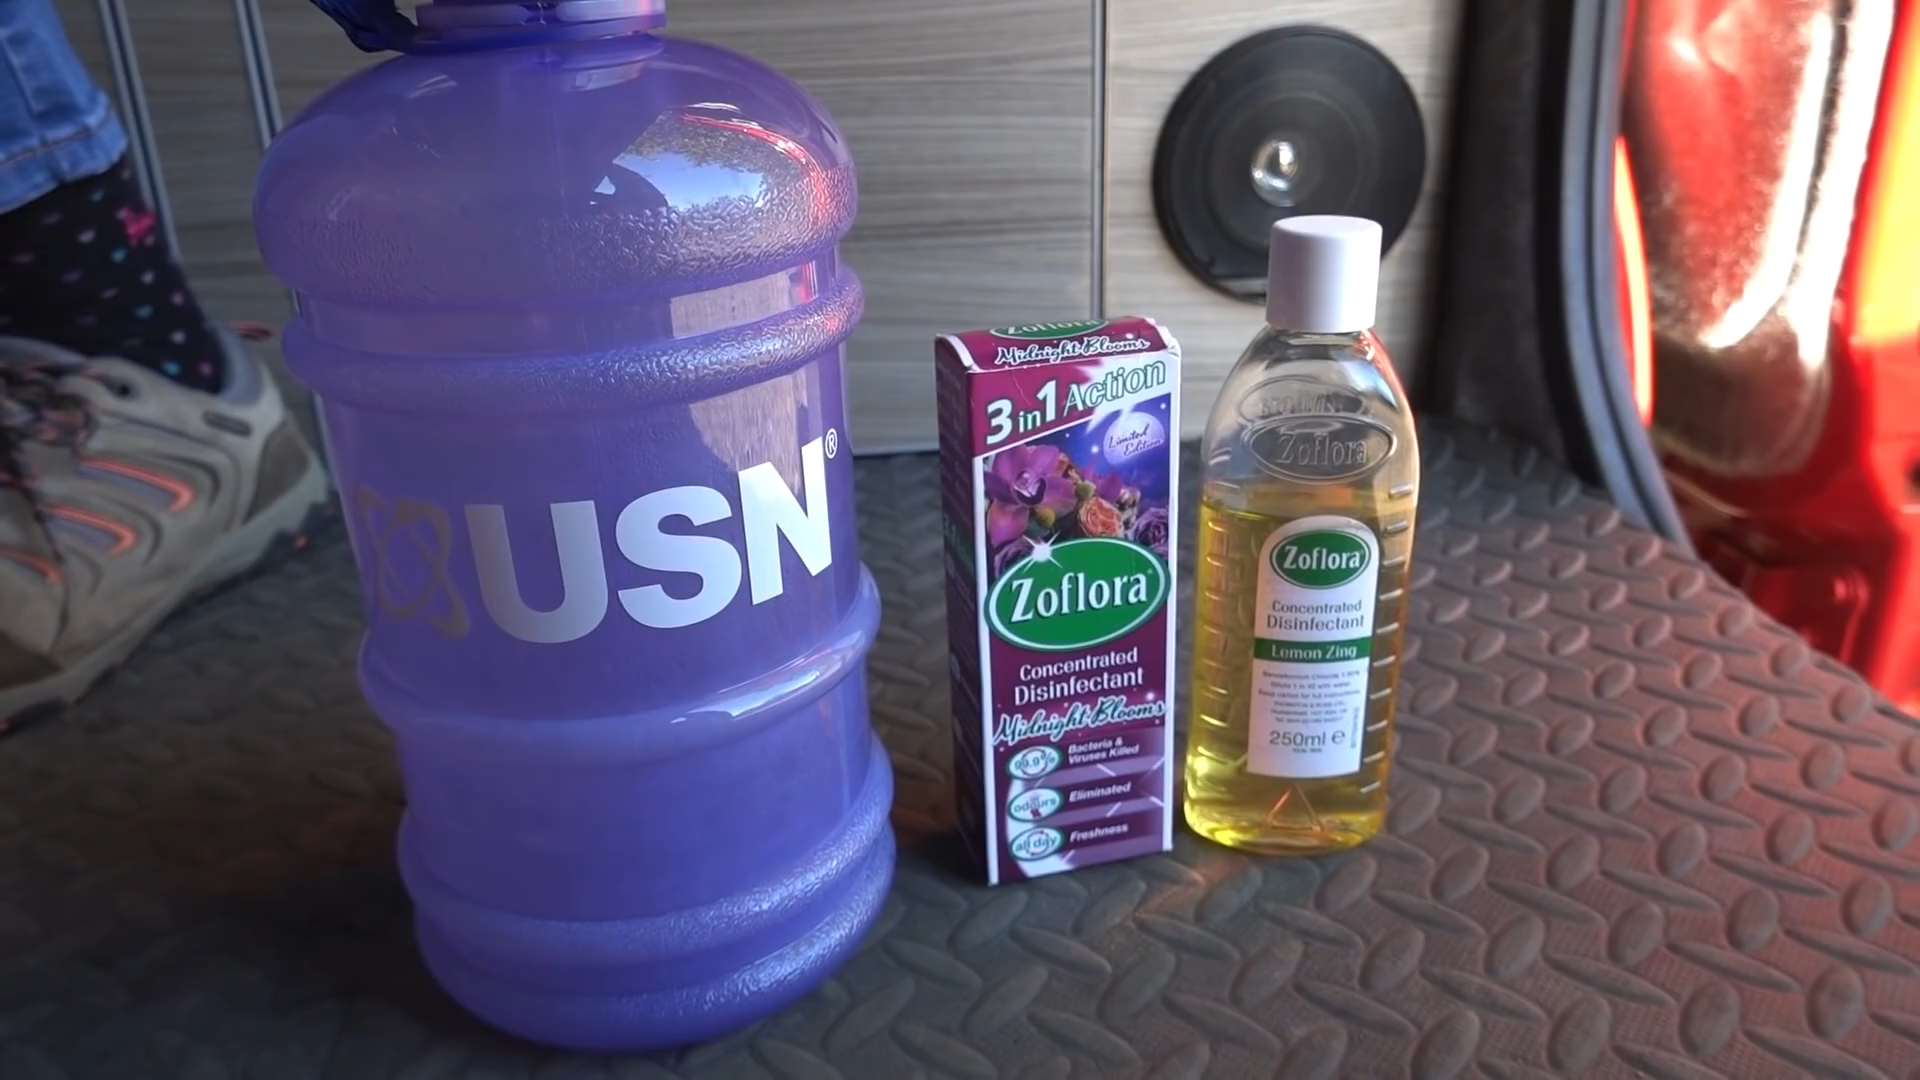 USN®
Zoflora
Midnight Blooms
3 in 1 Action
Limited
Edition
Zoflora
Concentrated
Disinfectant
Midnight Blooms
99.9%
Bacteria &
Viruses Killed
odours
Eliminated
all day
Freshness
Zoflora
Zoflora
Concentrated
Disinfectant
Lemon Zing
250ml e